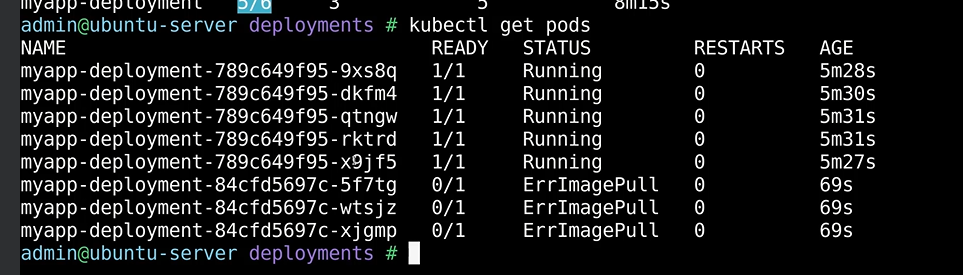 myapp-deployment   5/6     3            5           8m15s
admin@ubuntu-server deployments # kubectl get pods
NAME                                READY   STATUS         RESTARTS   AGE
myapp-deployment-789c649f95-9xs8q   1/1     Running        0          5m28s
myapp-deployment-789c649f95-dkfm4   1/1     Running        0          5m30s
myapp-deployment-789c649f95-qtngw   1/1     Running        0          5m31s
myapp-deployment-789c649f95-rktrd   1/1     Running        0          5m31s
myapp-deployment-789c649f95-x9jf5   1/1     Running        0          5m27s
myapp-deployment-84cfd5697c-5f7tg   0/1     ErrImagePull   0          69s
myapp-deployment-84cfd5697c-wtsjz   0/1     ErrImagePull   0          69s
myapp-deployment-84cfd5697c-xjgmp   0/1     ErrImagePull   0          69s
admin@ubuntu-server deployments #